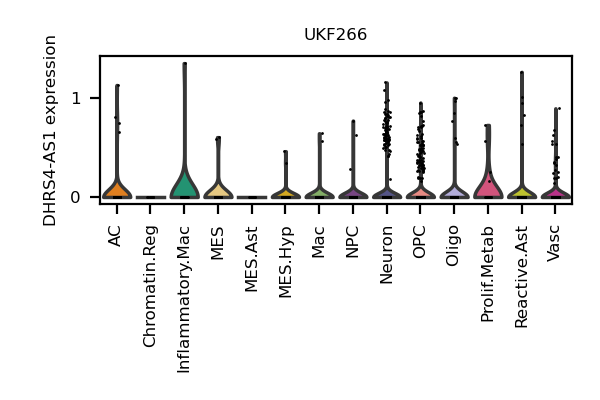 UKF266
DHRS4-AS1 expression
1
0
AC
Chromatin.Reg
Inflammatory.Mac
MES
MES.Ast
MES.Hyp
Mac
NPC
Neuron
OPC
Oligo
Prolif.Metab
Reactive.Ast
Vasc